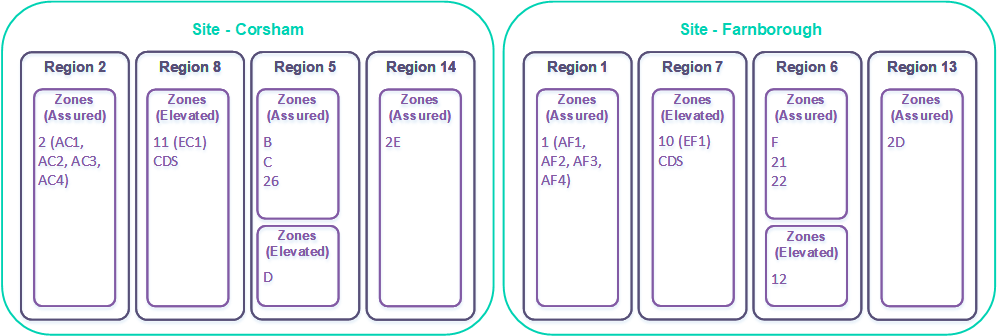 Site - Corsham
Region 2
Zones
(Assured)
2 (AC1,
AC2, AC3,
AC4)
Region 8
Zones
(Elevated)
11 (EC1)
CDS
Region 5
Zones
(Assured)
B
C
26
Zones
(Elevated)
D
Region 14
Zones
(Assured)
2E
Site - Farnborough
Region 1
Zones
(Assured)
1 (AF1,
AF2, AF3,
AF4)
Region 7
Zones
(Elevated)
10 (EF1)
CDS
Region 6
Zones
(Assured)
F
21
22
Zones
(Elevated)
12
Region 13
Zones
(Assured)
2D